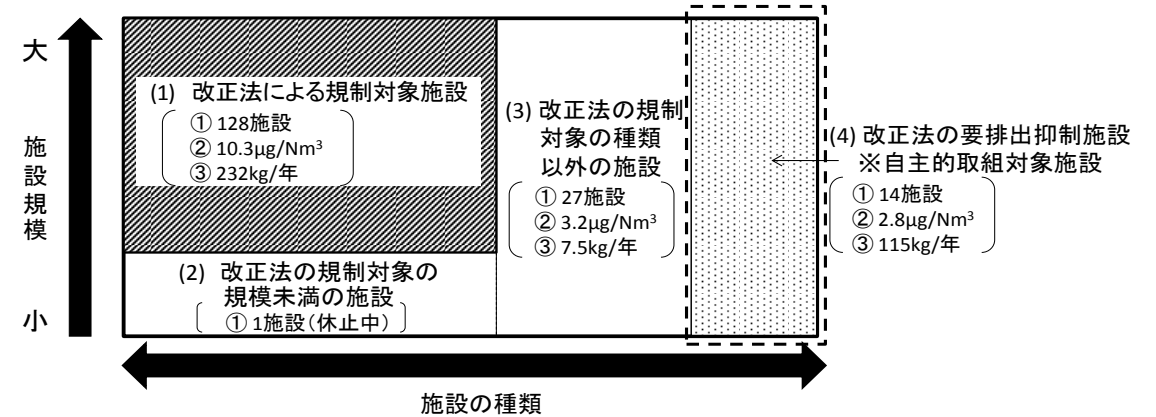 大
施設規模
小
(1) 改正法による規制対象施設
① 128施設
② 10.3µg/Nm³
③ 232kg/年
(2) 改正法の規制対象の
規模未満の施設
① 1施設(休止中)
(3) 改正法の規制
対象の種類
以外の施設
① 27施設
② 3.2µg/Nm³
③ 7.5kg/年
(4) 改正法の要排出抑制施設
※自主的取組対象施設
① 14施設
② 2.8µg/Nm³
③ 115kg/年
施設の種類